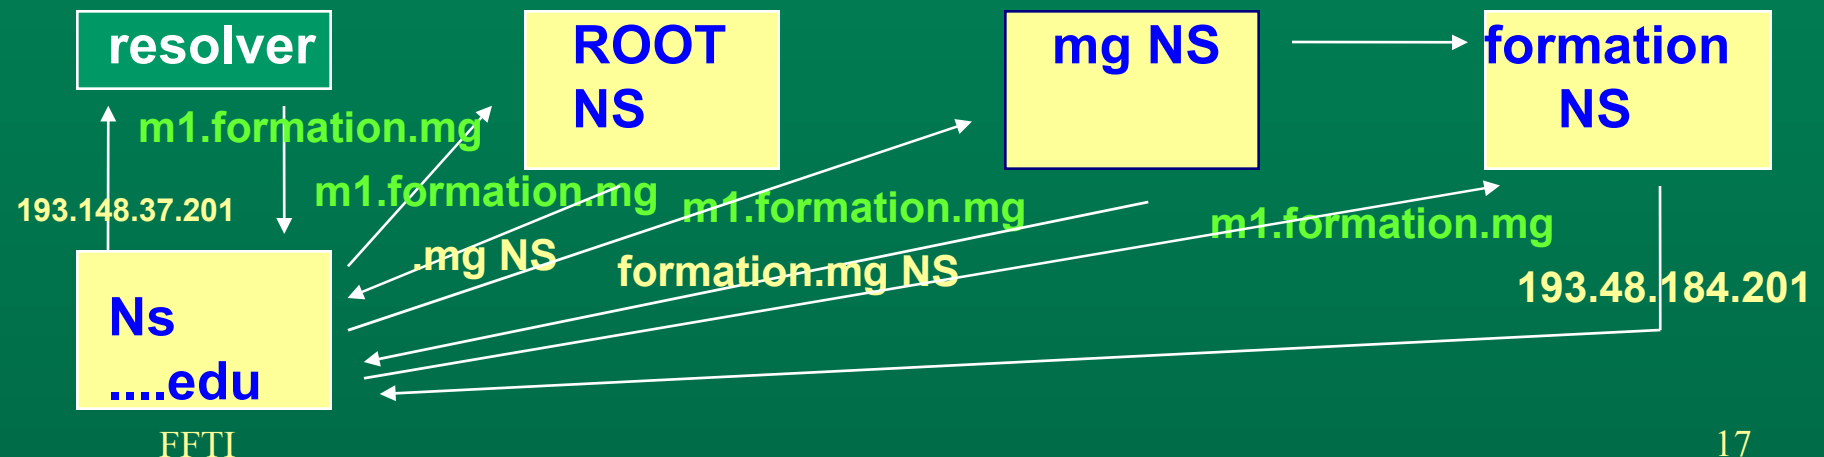 resolver
ROOT
NS
mg NS
formation
NS
m1.formation.mg
m1.formation.mg
m1.formation.mg
m1.formation.mg
193.148.37.201
.mg NS
formation.mg NS
193.48.184.201
Ns
....edu
FFTI
17